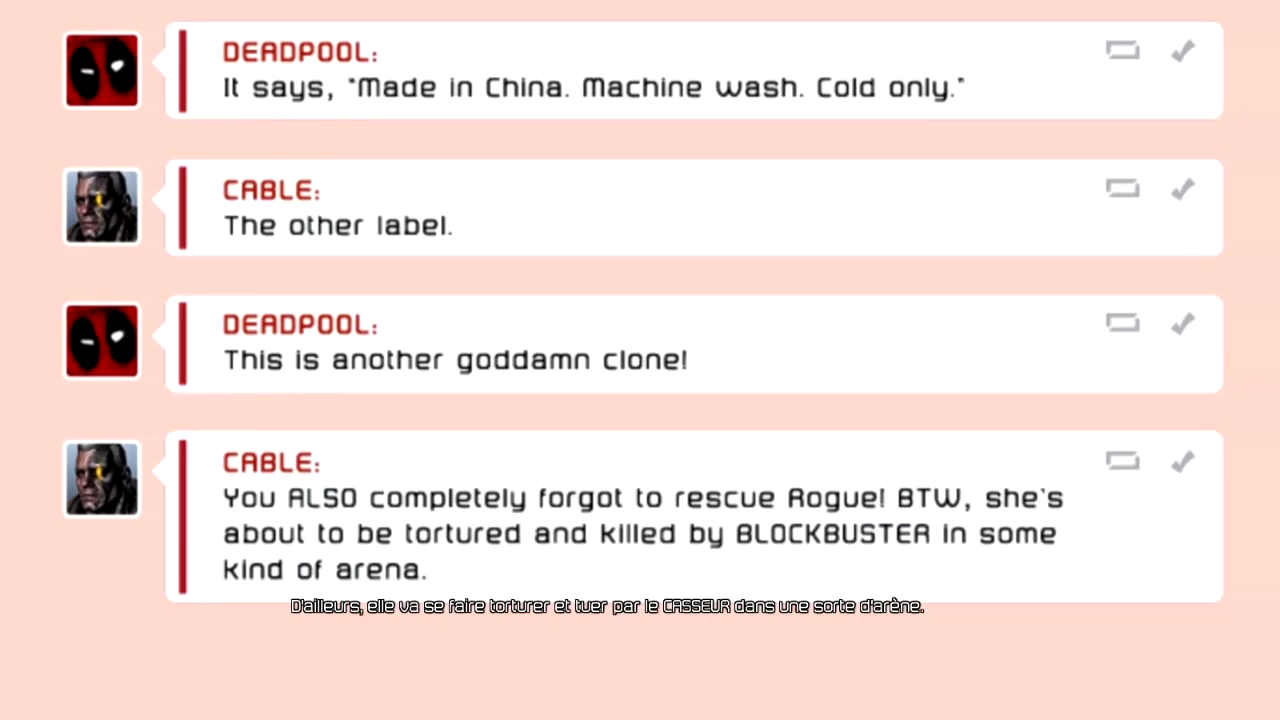 DEADPOOL:
It says, "Made in China. Machine wash. Cold only."
CABLE:
The other label.
DEADPOOL:
This is another goddamn clone!
CABLE:
You ALSO completely forgot to rescue Rogue! BTW, she's
about to be tortured and killed by BLOCKBUSTER in some
kind of arena.
D'ailleurs, elle va se faire torturer et tuer par le CASSEUR dans une sorte d'arène.